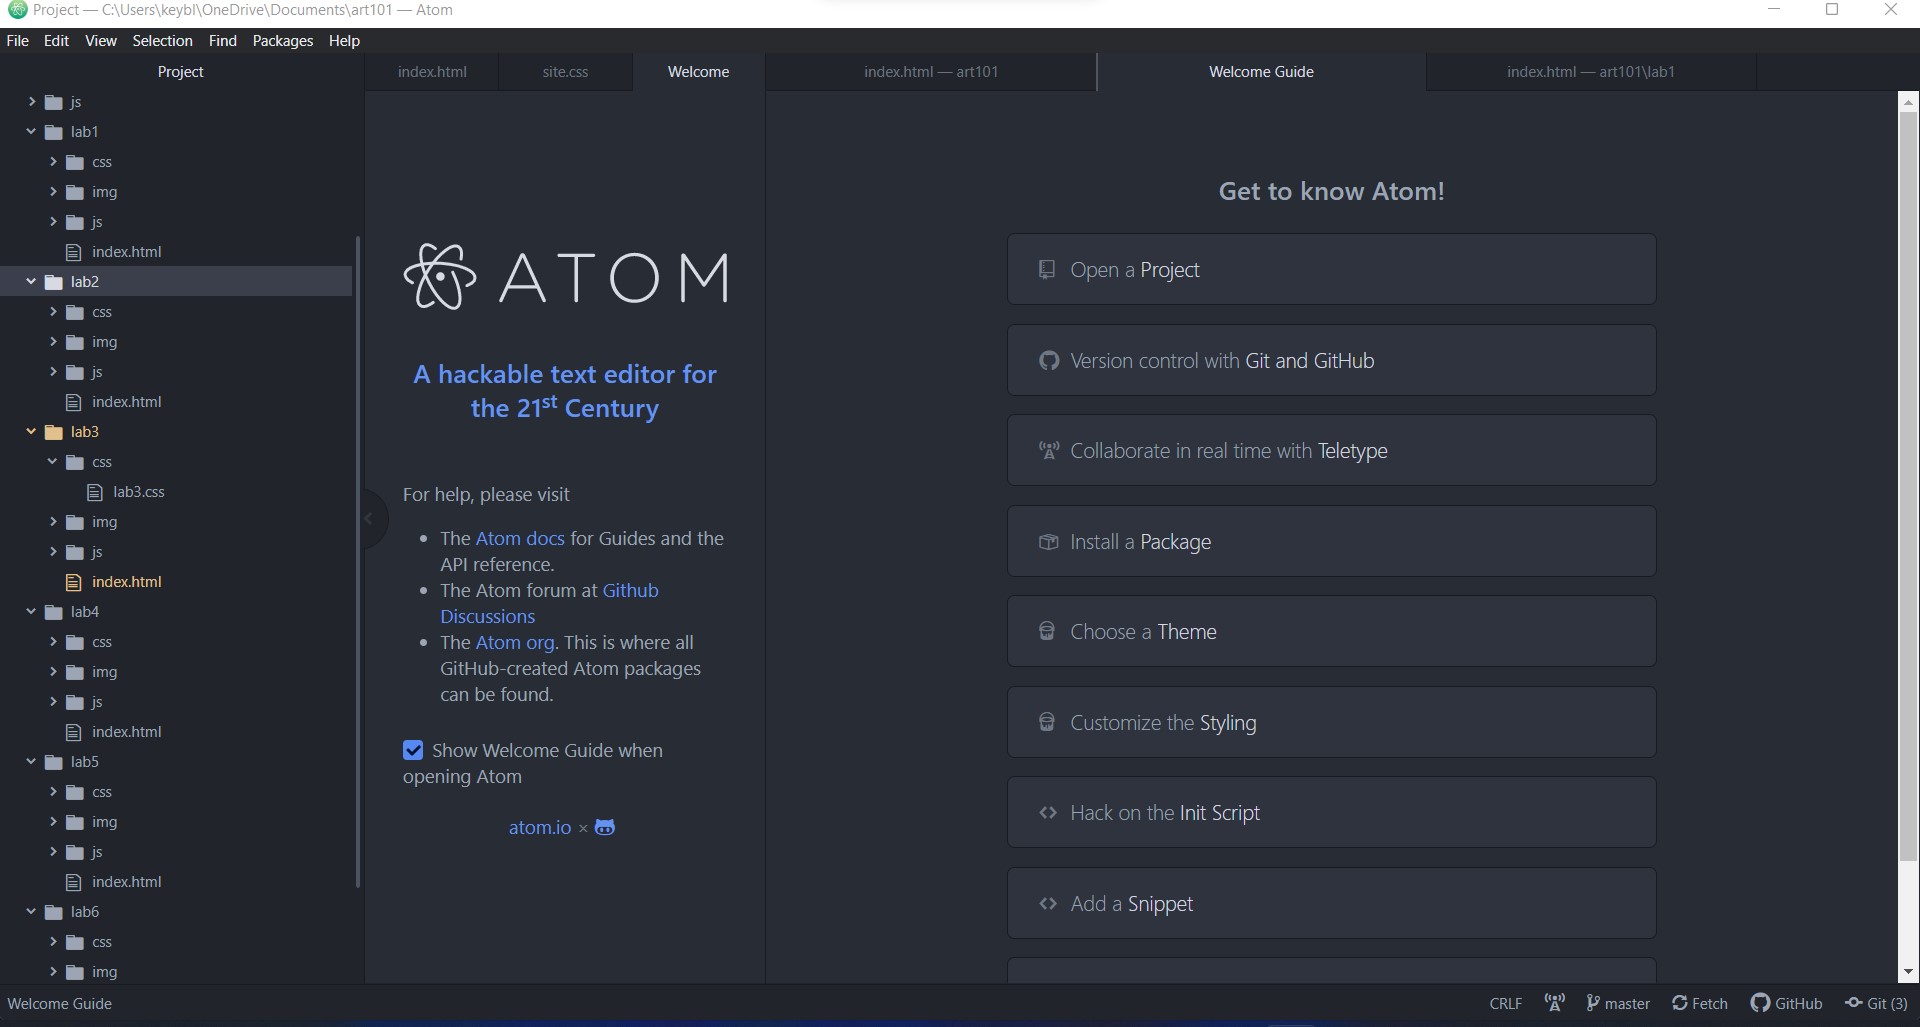 Project — C:\Users\keybl\OneDrive\Documents\art101 — Atom
File Edit View Selection Find Packages Help
Project
js
lab1
css
img
js
index.html
lab2
css
img
js
index.html
lab3
css
lab3.css
img
js
index.html
lab4
css
img
js
index.html
lab5
css
img
js
index.html
lab6
css
img
index.html site.css Welcome
ATOM
A hackable text editor for
the 21st Century
For help, please visit
• The Atom docs for Guides and the
API reference.
• The Atom forum at Github
Discussions
• The Atom org. This is where all
GitHub-created Atom packages
can be found.
Show Welcome Guide when
opening Atom
atom.io ×
index.html — art101 Welcome Guide index.html — art101\lab1
Get to know Atom!
Open a Project
Version control with Git and GitHub
Collaborate in real time with Teletype
Install a Package
Choose a Theme
Customize the Styling
Hack on the Init Script
Add a Snippet
Welcome Guide CRLF master Fetch GitHub Git (3)